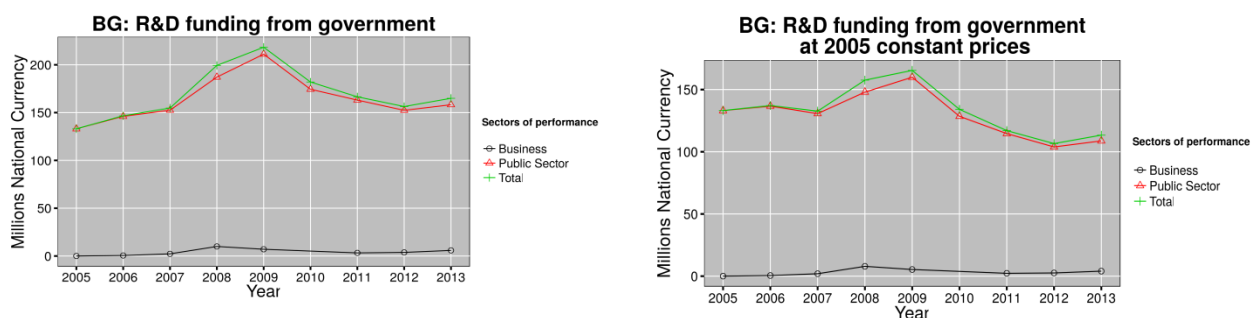 BG: R&D funding from government
Millions National Currency
200
150
100
50
0
2005 2006 2007 2008 2009 2010 2011 2012 2013
Year
Sectors of performance
Business
Public Sector
Total
BG: R&D funding from government
at 2005 constant prices
Millions National Currency
150
100
50
0
2005 2006 2007 2008 2009 2010 2011 2012 2013
Year
Sectors of performance
Business
Public Sector
Total